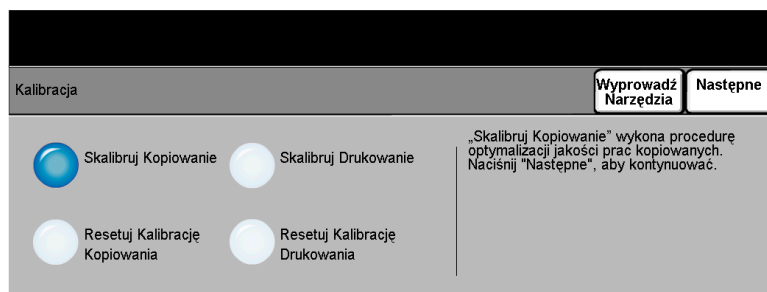 Kalibracja
Wyprowadź
Narzędzia
Następne
Skalibruj Kopiowanie
Skalibruj Drukowanie
Resetuj Kalibrację
Kopiowania
Resetuj Kalibrację
Drukowania
„Skalibruj Kopiowanie” wykona procedurę
optymalizacji jakości prac kopiowanych.
Naciśnij "Następne", aby kontynuować.